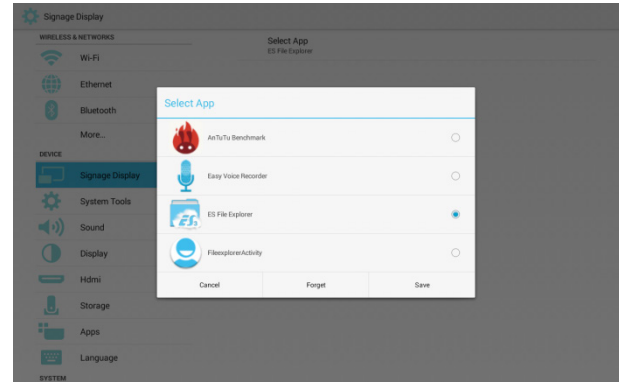 Signage Display
WIRELESS & NETWORKS
Wi-Fi
Ethernet
Bluetooth
More...
DEVICE
Signage Display
System Tools
Sound
Display
Hdmi
Storage
Apps
Language
SYSTEM
Select App
ES File Explorer
Select App
AnTuTu Benchmark
Easy Voice Recorder
ES File Explorer
FileexplorerActivity
Cancel Forget Save